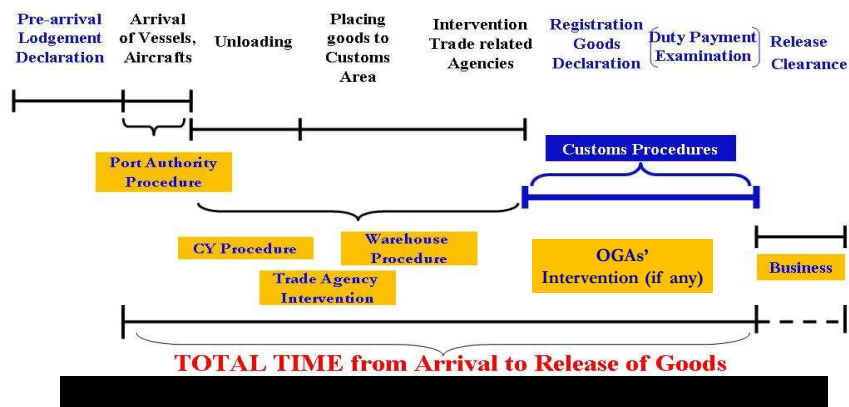 Pre-arrival
Lodgement
Declaration
Arrival
of Vessels,
Aircrafts
Unloading
Placing
goods to
Customs
Area
Intervention
Trade related
Agencies
Registration
Goods
Declaration
Duty Payment
Examination
Release
Clearance
Port Authority
Procedure
Customs Procedures
CY Procedure
Warehouse
Procedure
Trade Agency
Intervention
OGAs’
Intervention (if any)
Business
TOTAL TIME from Arrival to Release of Goods